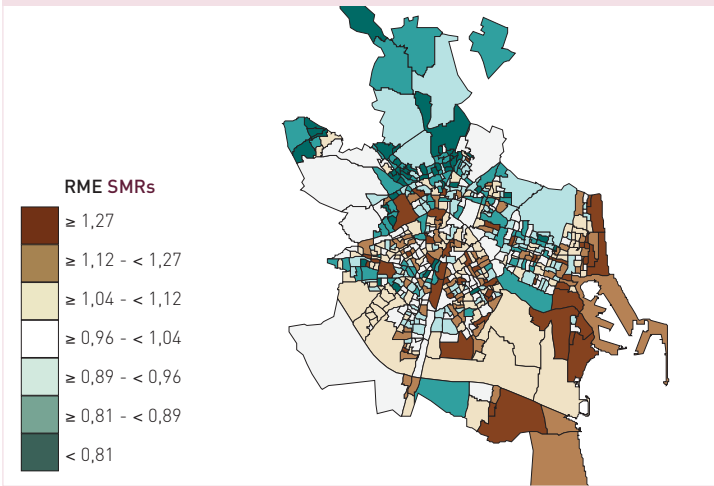 RME SMRs
≥ 1,27
≥ 1,12 - < 1,27
≥ 1,04 - < 1,12
≥ 0,96 - < 1,04
≥ 0,89 - < 0,96
≥ 0,81 - < 0,89
< 0,81